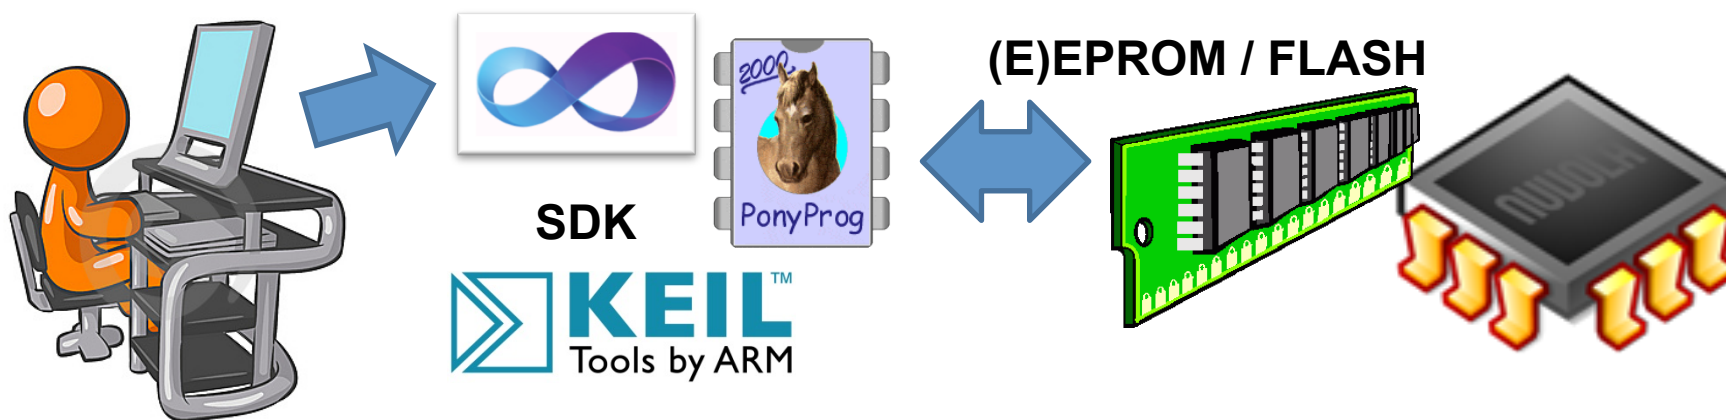 (E)EPROM / FLASH
2000
PonyProg
SDK
KEIL™
Tools by ARM